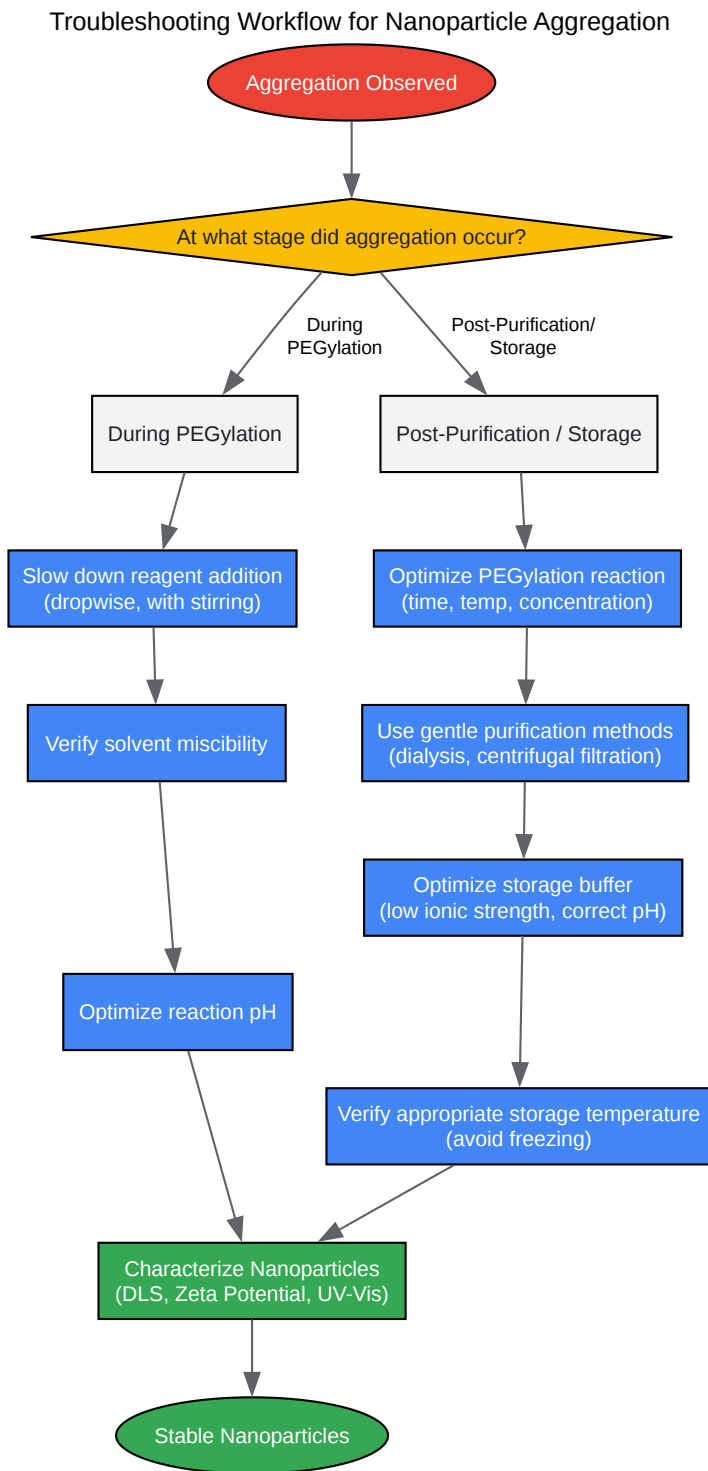 Troubleshooting Workflow for Nanoparticle Aggregation
Aggregation Observed
At what stage did aggregation occur?
During
PEGylation
Post-Purification/
Storage
During PEGylation
Post-Purification / Storage
Slow down reagent addition
(dropwise, with stirring)
Optimize PEGylation reaction
(time, temp, concentration)
Verify solvent miscibility
Use gentle purification methods
(dialysis, centrifugal filtration)
Optimize storage buffer
(low ionic strength, correct pH)
Optimize reaction pH
Verify appropriate storage temperature
(avoid freezing)
Characterize Nanoparticles
(DLS, Zeta Potential, UV-Vis)
Stable Nanoparticles